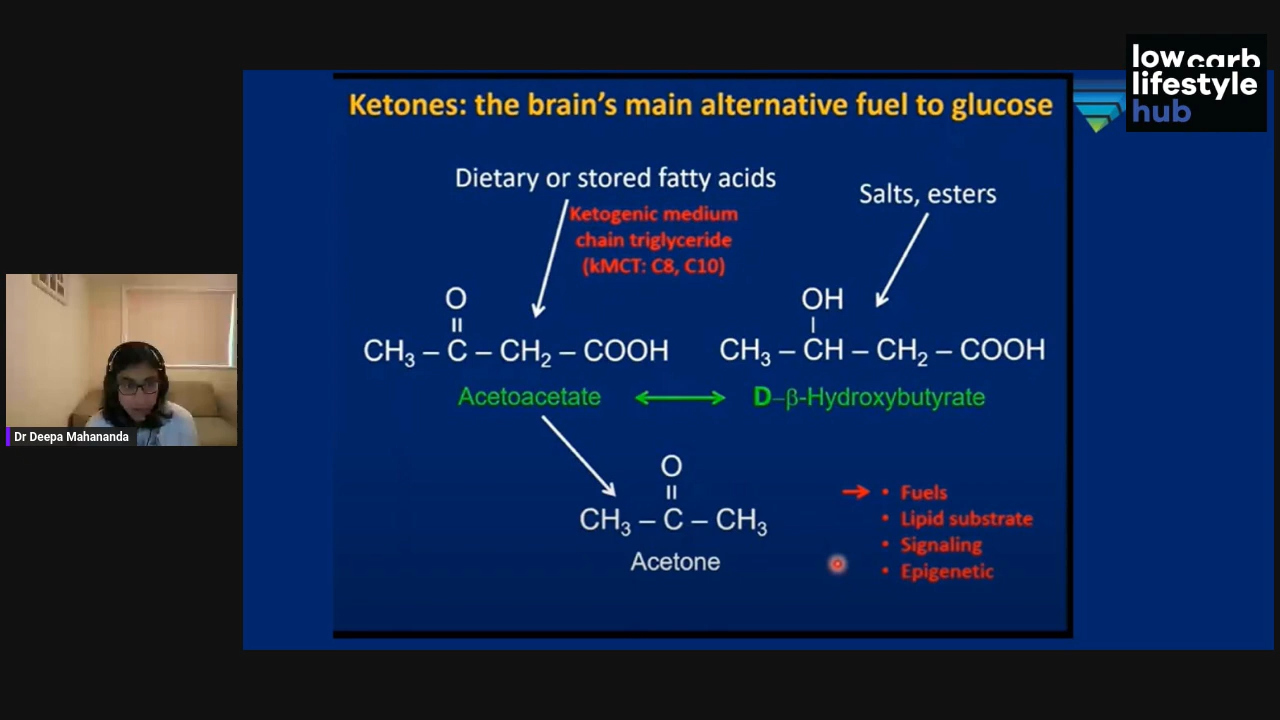 low carb
lifestyle
hub
Ketones: the brain's main alternative fuel to glucose
Dietary or stored fatty acids
Salts, esters
Ketogenic medium
chain triglyceride
(kMCT: C8, C10)
O
OH
CH₃ – C – CH₂ – COOH
CH₃ – CH – CH₂ – COOH
Acetoacetate
D–β-Hydroxybutyrate
O
CH₃ – C – CH₃
Acetone
• Fuels
• Lipid substrate
• Signaling
• Epigenetic
Dr Deepa Mahananda